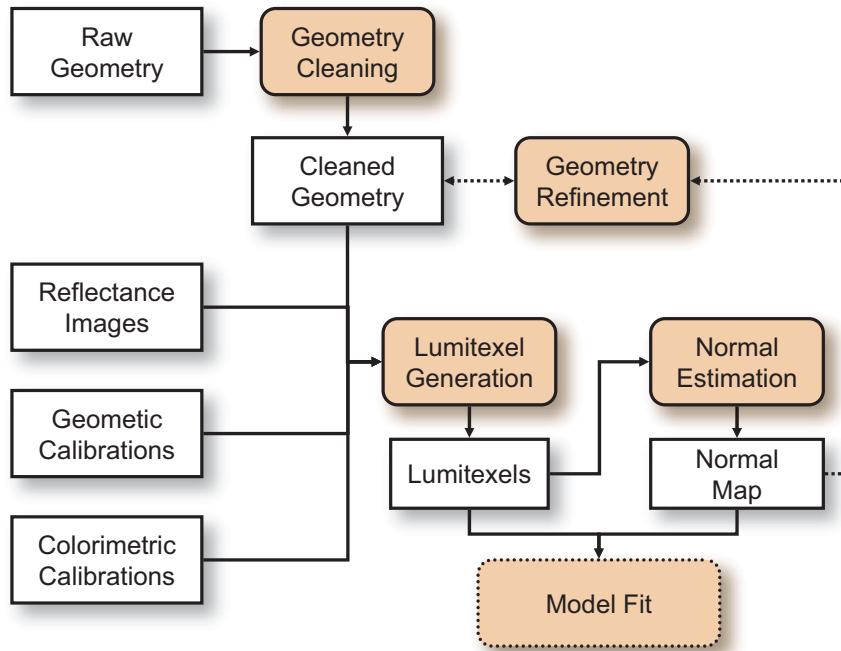 Raw
Geometry
Geometry
Cleaning
Cleaned
Geometry
Geometry
Refinement
Reflectance
Images
Lumitexel
Generation
Normal
Estimation
Geometic
Calibrations
Lumitexels
Normal
Map
Colorimetric
Calibrations
Model Fit